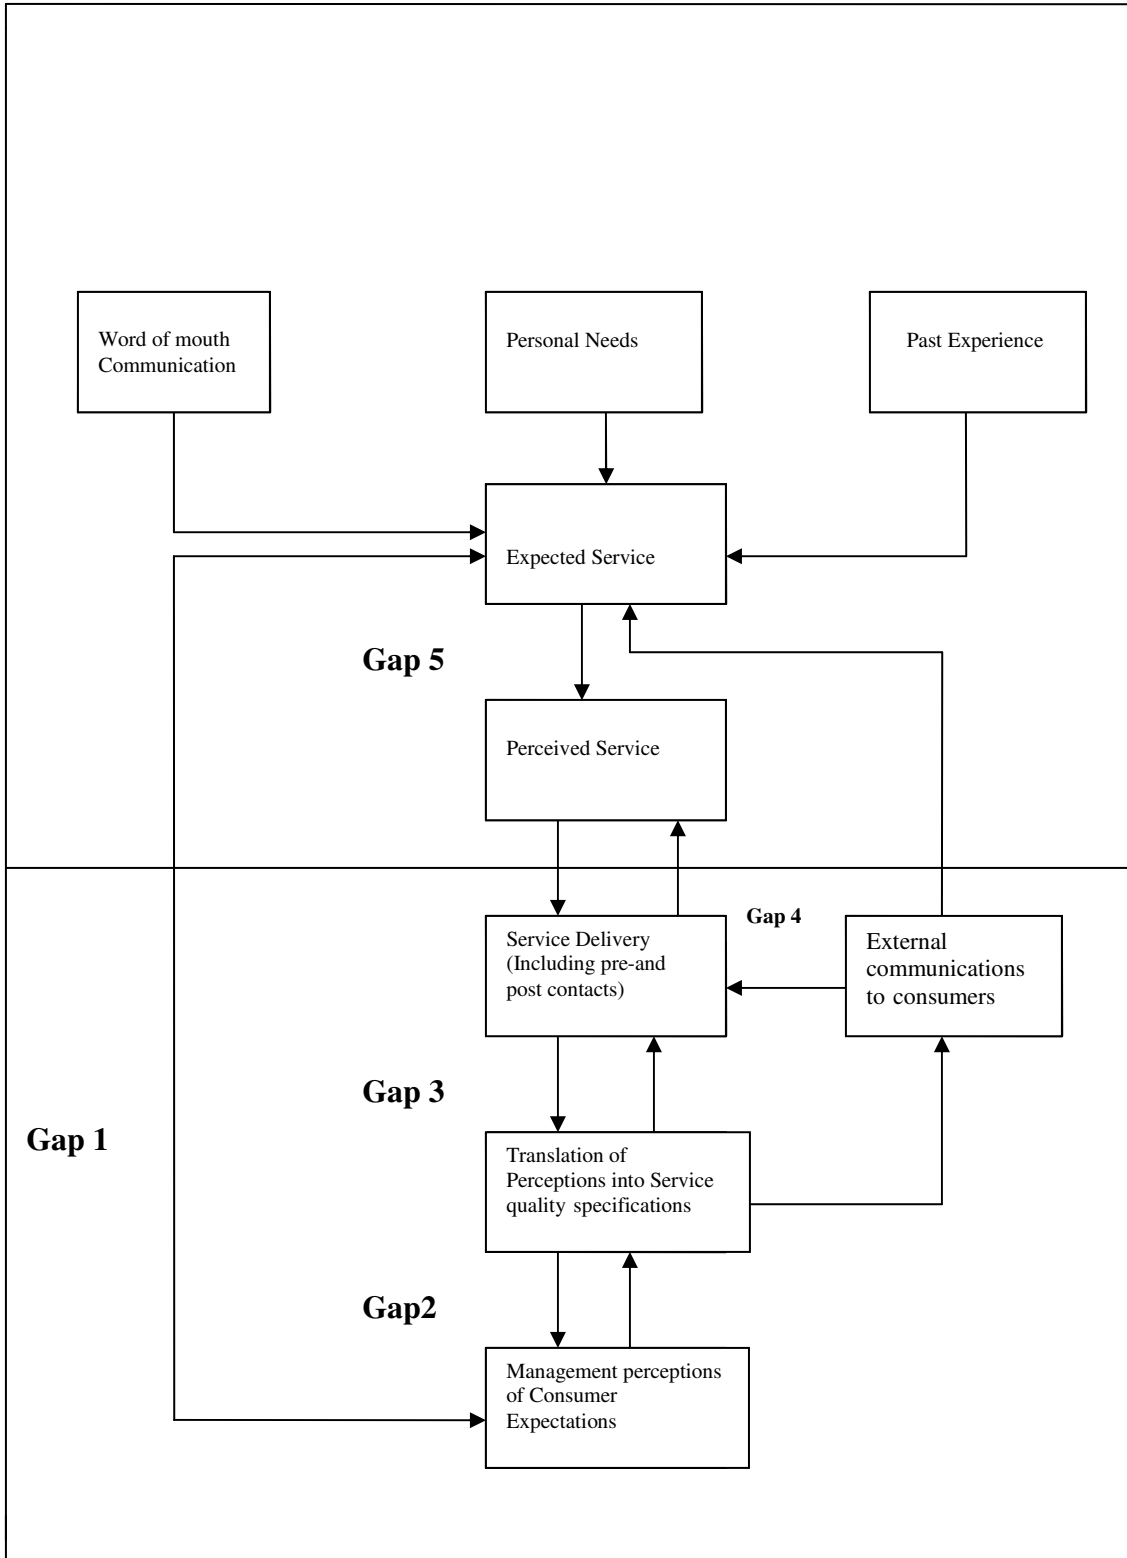 Word of mouth
Communication
Personal Needs
Past Experience
Expected Service
Gap 5
Perceived Service
Gap 4
Service Delivery
(Including pre-and
post contacts)
External
communications
to consumers
Gap 3
Gap 1
Translation of
Perceptions into Service
quality specifications
Gap2
Management perceptions
of Consumer
Expectations